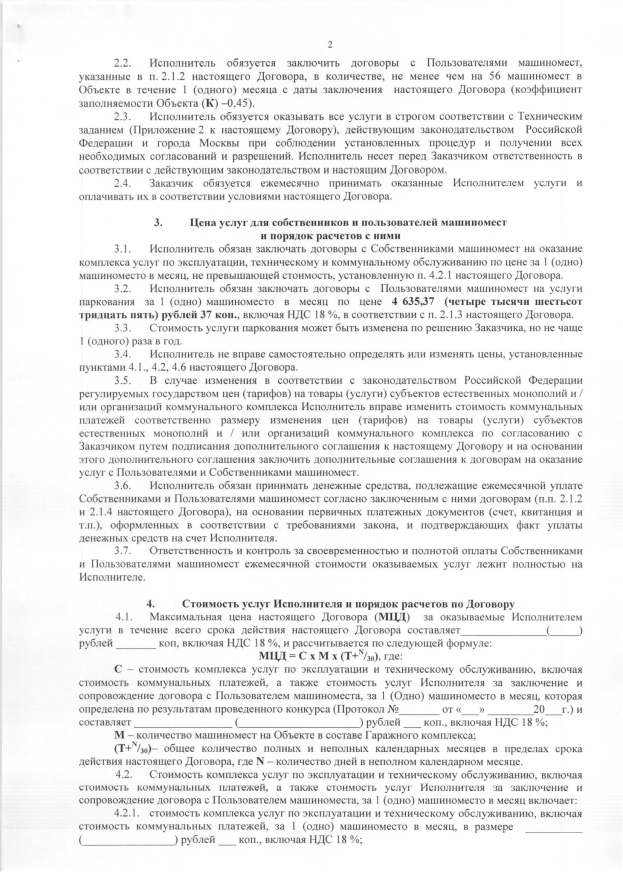 2
2.2. Исполнитель обязуется заключить договоры с Пользователями машиномест,
указанные в п. 2.1.2 настоящего Договора, в количестве, не менее чем на 56 машиномест в
Объекте в течение 1 (одного) месяца с даты заключения настоящего Договора (коэффициент
заполняемости Объекта (К) –0,45).
2.3. Исполнитель обязуется оказывать все услуги в строгом соответствии с Техническим
заданием (Приложение 2 к настоящему Договору), действующим законодательством Российской
Федерации и города Москвы при соблюдении установленных процедур и получении всех
необходимых согласований и разрешений. Исполнитель несет перед Заказчиком ответственность в
соответствии с действующим законодательством и настоящим Договором.
2.4. Заказчик обязуется ежемесячно принимать оказанные Исполнителем услуги и
оплачивать их в соответствии условиями настоящего Договора.
3. Цена услуг для собственников и пользователей машиномест
и порядок расчетов с ними
3.1. Исполнитель обязан заключать договоры с Собственниками машиномест на оказание
комплекса услуг по эксплуатации, техническому и коммунальному обслуживанию по цене за 1 (одно)
машиноместо в месяц, не превышающей стоимость, установленную п. 4.2.1 настоящего Договора.
3.2. Исполнитель обязан заключать договоры с Пользователями машиномест на услуги
паркования за 1 (одно) машиноместо в месяц по цене 4 635,37 (четыре тысячи шестьсот
тридцать пять) рублей 37 коп., включая НДС 18 %, в соответствии с п. 2.1.3 настоящего Договора.
3.3. Стоимость услуги паркования может быть изменена по решению Заказчика, но не чаще
1 (одного) раза в год.
3.4. Исполнитель не вправе самостоятельно определять или изменять цены, установленные
пунктами 4.1., 4.2, 4.6 настоящего Договора.
3.5. В случае изменения в соответствии с законодательством Российской Федерации
регулируемых государством цен (тарифов) на товары (услуги) субъектов естественных монополий и /
или организаций коммунального комплекса Исполнитель вправе изменить стоимость коммунальных
платежей соответственно размеру изменения цен (тарифов) на товары (услуги) субъектов
естественных монополий и / или организаций коммунального комплекса по согласованию с
Заказчиком путем подписания дополнительного соглашения к настоящему Договору и на основании
этого дополнительного соглашения заключить дополнительные соглашения к договорам на оказание
услуг с Пользователями и Собственниками машиномест.
3.6. Исполнитель обязан принимать денежные средства, подлежащие ежемесячной уплате
Собственниками и Пользователями машиномест согласно заключенным с ними договорам (п.п. 2.1.2
и 2.1.4 настоящего Договора), на основании первичных платежных документов (счет, квитанция и
т.п.), оформленных в соответствии с требованиями закона, и подтверждающих факт уплаты
денежных средств на счет Исполнителя.
3.7. Ответственность и контроль за своевременностью и полнотой оплаты Собственниками
и Пользователями машиномест ежемесячной стоимости оказываемых услуг лежит полностью на
Исполнителе.
4. Стоимость услуг Исполнителя и порядок расчетов по Договору
4.1. Максимальная цена настоящего Договора (МЦД) за оказываемые Исполнителем
услуги в течение всего срока действия настоящего Договора составляет_______________(_____)
рублей _______ коп, включая НДС 18 %, и рассчитывается по следующей формуле:
МЦД = С х М х (Т+N/30), где:
С – стоимость комплекса услуг по эксплуатации и техническому обслуживанию, включая
стоимость коммунальных платежей, а также стоимость услуг Исполнителя за заключение и
сопровождение договора с Пользователем машиноместа, за 1 (Одно) машиноместо в месяц, которая
определена по результатам проведенного конкурса (Протокол №_______ от «___» ________20___г.) и
составляет _________________ (_____________________) рублей ___ коп., включая НДС 18 %;
М – количество машиномест на Объекте в составе Гаражного комплекса;
(Т+N/30)– общее количество полных и неполных календарных месяцев в пределах срока
действия настоящего Договора, где N – количество дней в неполном календарном месяце.
4.2. Стоимость комплекса услуг по эксплуатации и техническому обслуживанию, включая
стоимость коммунальных платежей, а также стоимость услуг Исполнителя за заключение и
сопровождение договора с Пользователем машиноместа, за 1 (одно) машиноместо в месяц включает:
4.2.1. стоимость комплекса услуг по эксплуатации и техническому обслуживанию, включая
стоимость коммунальных платежей, за 1 (одно) машиноместо в месяц, в размере __________
(________________) рублей ___ коп., включая НДС 18 %;